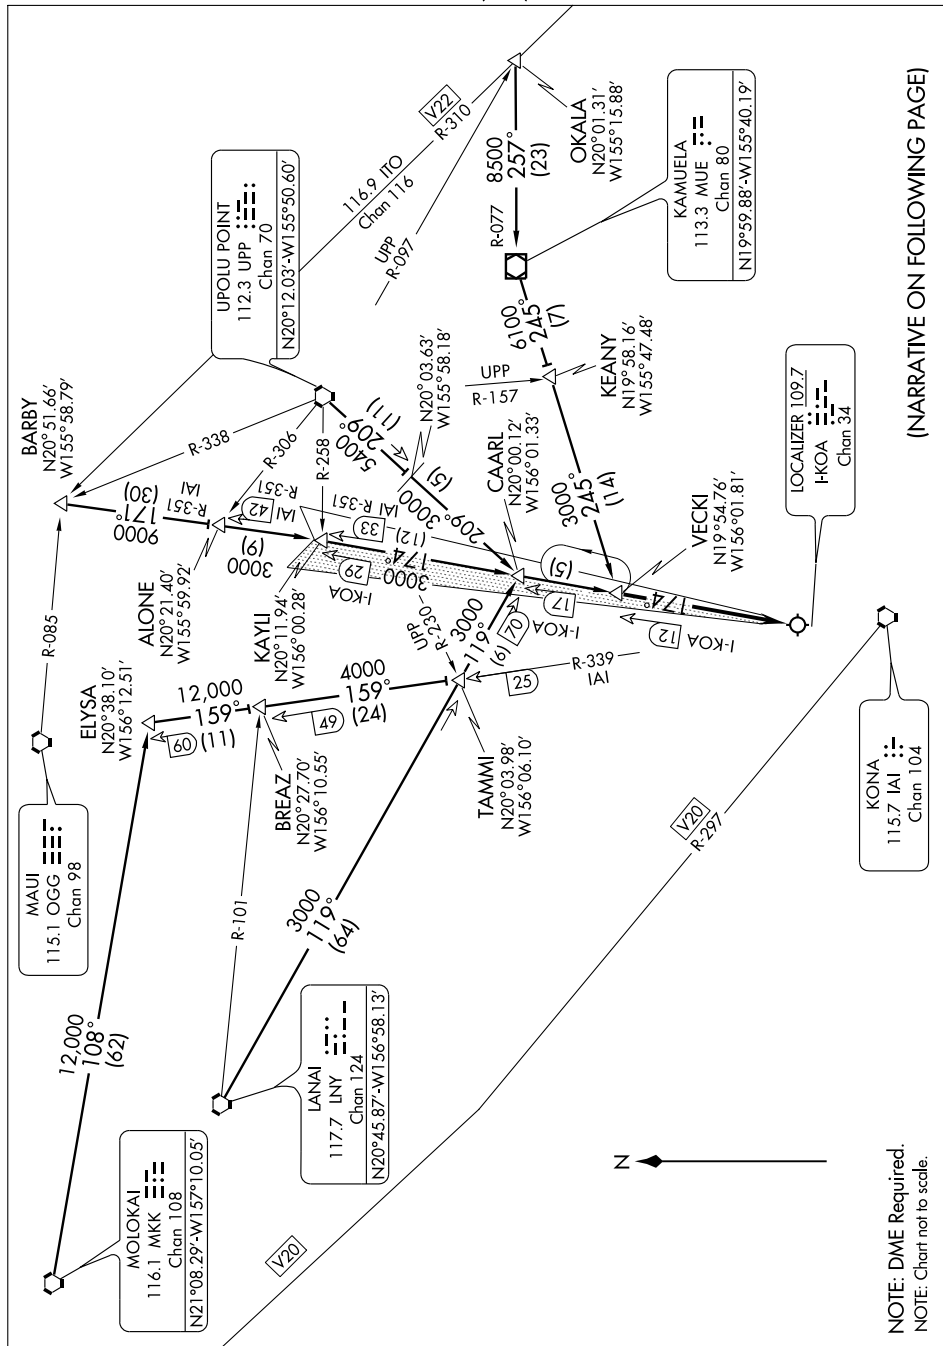 (NARRATIVE ON FOLLOWING PAGE)
BARBY
N20°51.66'
W155°58.79'
UPOLU POINT
112.3 UPP
Chan 70
N20°12.03'-W155°50.60'
116.9 ITO
Chan 116
V22
R-310
UPP
R-097
OKALA
N20°01.31'
W155°15.88'
8500
257°
(23)
R-077
KAMUELA
113.3 MUE
Chan 80
N19°59.88'-W155°40.19'
6100
245°
(7)
KEANY
N19°58.16'
W155°47.48'
UPP
R-157
3000
245°
(14)
LOCALIZER 109.7
I-KOA
Chan 34
VECKI
N19°54.76'
W156°01.81'
CAARL
N20°00.12'
W156°01.33'
N20°03.63'
W155°58.18'
5400
209°
(11)
(5)
3000
209°
R-338
R-306
R-258
9000
171°
(30)
IAI
R-351
ALONE
N20°21.40'
W155°59.92'
42
IAI
R-351
3000
(9)
KAYLI
N20°11.94'
W156°00.28'
IAI R-351
33
(12)
174°
3000
29
I-KOA
(5)
17
I-KOA
174°
12
I-KOA
R-085
MAUI
115.1 OGG
Chan 98
ELYSA
N20°38.10'
W156°12.51'
60
12,000
159°
(11)
BREAZ
N20°27.70'
W156°10.55'
49
4000
159°
(24)
UPP
R-230
3000
119°
(6)
70
25
R-339
IAI
TAMMI
N20°03.98'
W156°06.10'
R-101
3000
119°
(64)
V20
R-297
KONA
115.7 IAI
Chan 104
12,000
108°
(62)
LANAI
117.7 LNY
Chan 124
N20°45.87'-W156°58.13'
MOLOKAI
116.1 MKK
Chan 108
N21°08.29'-W157°10.05'
V20
N
NOTE: DME Required.
NOTE: Chart not to scale.